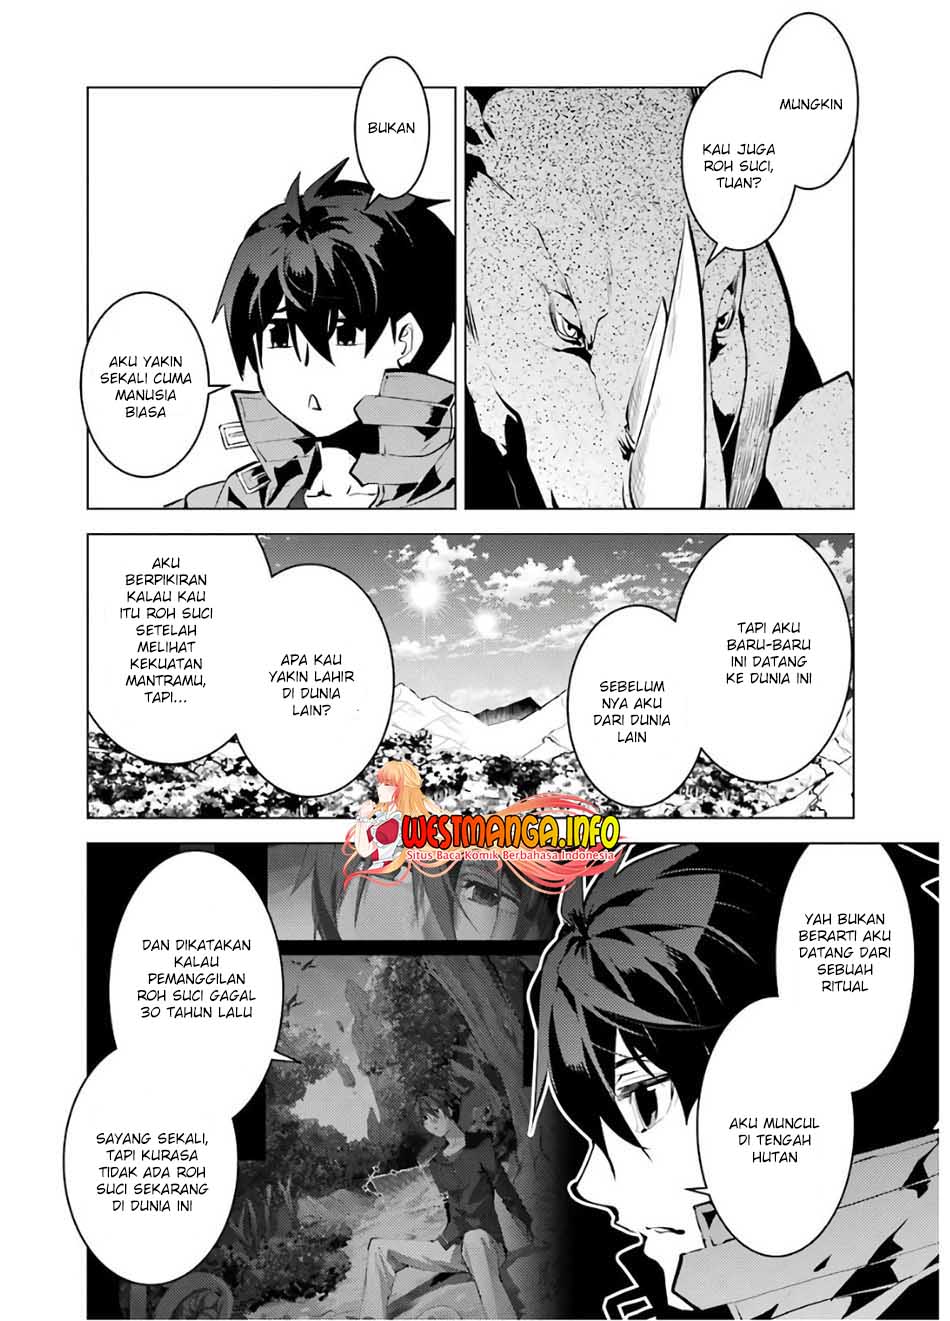 MUNGKIN
KAU JUGA
ROH SUCI,
TUAN?
BUKAN
AKU YAKIN
SEKALI CUMA
MANUSIA
BIASA
TAPI AKU
BARU-BARU
INI DATANG
KE DUNIA INI
SEBELUM
NYA AKU
DARI DUNIA
LAIN
APA KAU
YAKIN LAHIR
DI DUNIA
LAIN?
AKU
BERPIKIRAN
KALAU KAU
ITU ROH SUCI
SETELAH
MELIHAT
KEKUATAN
MANTRAMU,
TAPI...
WESTMANGA.INFO
Situs Baca Komik Berbahasa Indonesia
YAH BUKAN
BERARTI AKU
DATANG DARI
SEBUAH
RITUAL
AKU MUNCUL
DI TENGAH
HUTAN
DAN DIKATAKAN
KALAU
PEMANGGILAN
ROH SUCI GAGAL
30 TAHUN LALU
SAYANG SEKALI,
TAPI KURASA
TIDAK ADA ROH
SUCI SEKARANG
DI DUNIA INI